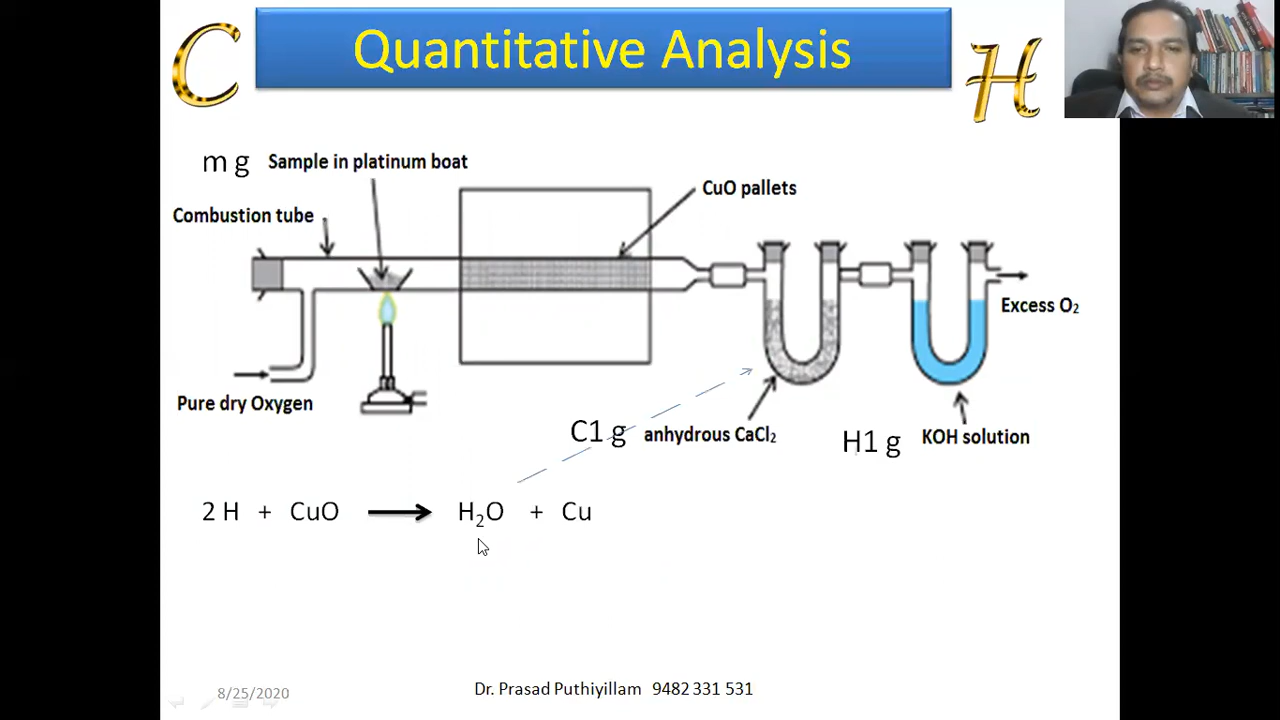 C Quantitative Analysis H
m g Sample in platinum boat
CuO pallets
Combustion tube
Excess O₂
Pure dry Oxygen
C1 g anhydrous CaCl₂ H1 g KOH solution
2 H + CuO → H₂O + Cu
8/25/2020 Dr. Prasad Puthiyillam 9482 331 531